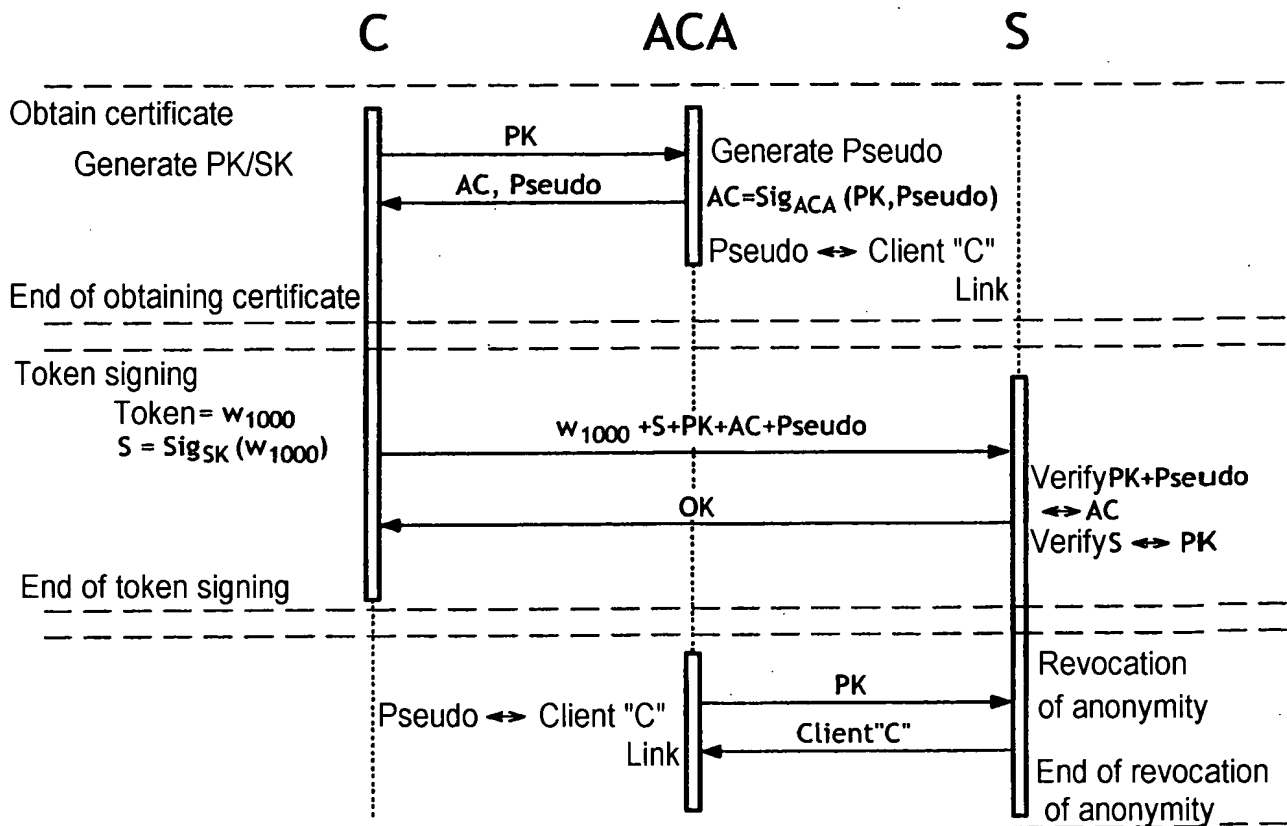 C ACA S
Obtain certificate
Generate PK/SK
PK
Generate Pseudo
AC, Pseudo
AC=SigACA (PK,Pseudo)
Pseudo ↔ Client "C"
Link
End of obtaining certificate
Token signing
Token= w1000
S = SigSK (w1000)
w1000 +S+PK+AC+Pseudo
Verify PK+Pseudo
↔ AC
OK
Verify S ↔ PK
End of token signing
Revocation
of anonymity
PK
Pseudo ↔ Client "C"
Link
Client"C"
End of revocation
of anonymity